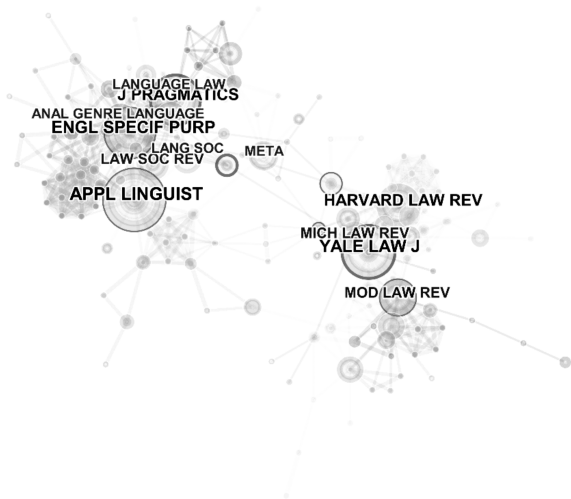 LANGUAGE LAW
J PRAGMATICS
ANAL GENRE LANGUAGE
ENGL SPECIF PURP
LANG SOC
LAW SOC REV
META
APPL LINGUIST
HARVARD LAW REV
MICH LAW REV
YALE LAW J
MOD LAW REV